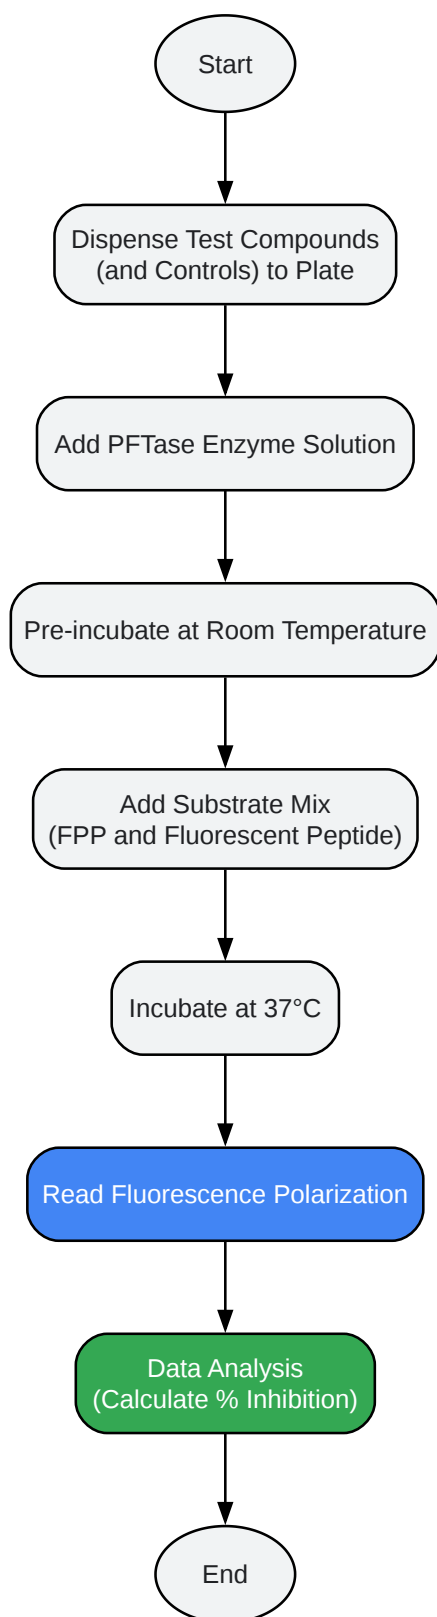 Start
Dispense Test Compounds
(and Controls) to Plate
Add PFTase Enzyme Solution
Pre-incubate at Room Temperature
Add Substrate Mix
(FPP and Fluorescent Peptide)
Incubate at 37°C
Read Fluorescence Polarization
Data Analysis
(Calculate % Inhibition)
End